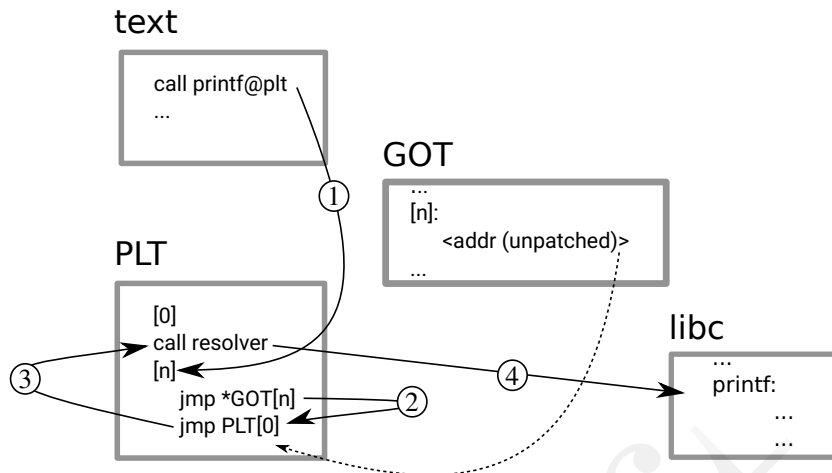 text
call printf@plt
...
GOT
...
[n]:
<addr (unpatched)>
...
1
PLT
[0]
call resolver
[n]
jmp *GOT[n]
jmp PLT[0]
2
3
4
libc
...
printf:
...
...